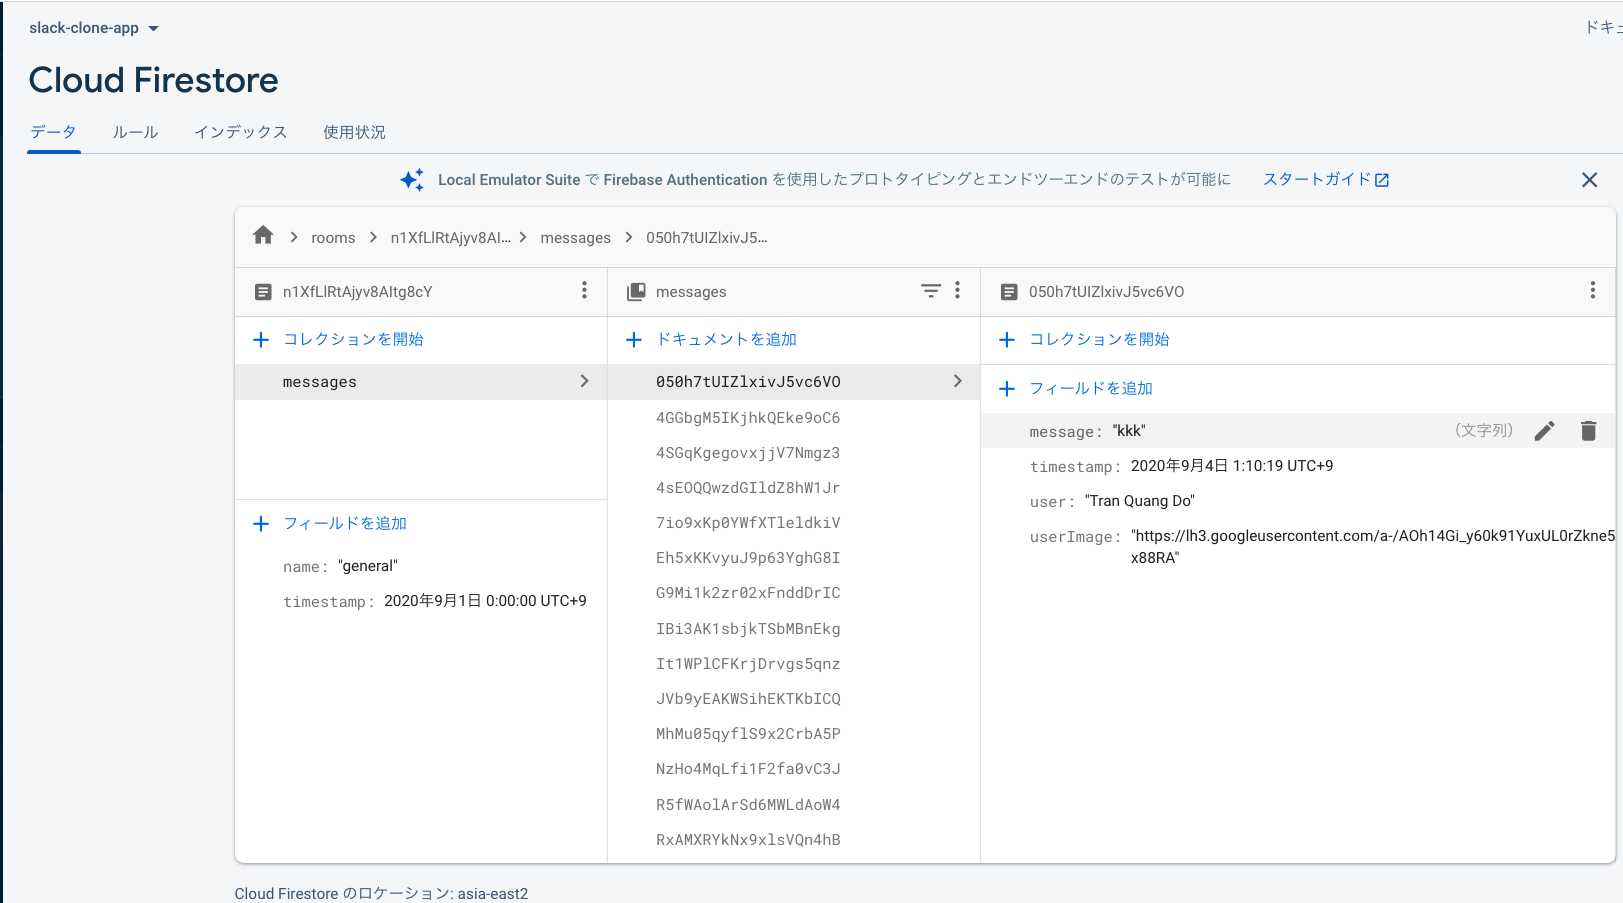 slack-clone-app
ドキュ
Cloud Firestore
データ ルール インデックス 使用状況
Local Emulator Suite で Firebase Authentication を使用したプロトタイピングとエンドツーエンドのテストが可能に スタートガイド
rooms n1XfLlRtAjyv8AI... messages 050h7tUIZlxivJ5...
n1XfLlRtAjyv8AItg8cY
コレクションを開始
messages
フィールドを追加
name: "general"
timestamp: 2020年9月1日 0:00:00 UTC+9
messages
ドキュメントを追加
050h7tUIZlxivJ5vc6VO
4GGbgM5IKjhkQEke9oC6
4SGqKgegovxjjV7Nmgz3
4sEOQQwzdGIldZ8hW1Jr
7io9xKp0YWfXTleldkiV
Eh5xKKvyuJ9p63YghG8I
G9Mi1k2zr02xFnddDrIC
IBi3AK1sbjkTSbMBnEkg
It1WPlCFKrjDrvgs5qnz
JVb9yEAKWSihEKTKbICQ
MhMu05qyflS9x2CrbA5P
NzHo4MqLfi1F2fa0vC3J
R5fWAolArSd6MWLdAoW4
RxAMXRYkNx9xlsVQn4hB
050h7tUIZlxivJ5vc6VO
コレクションを開始
フィールドを追加
message: "kkk" (文字列)
timestamp: 2020年9月4日 1:10:19 UTC+9
user: "Tran Quang Do"
userImage: "https://lh3.googleusercontent.com/a-/AOh14Gi_y60k91YuxUL0rZkne5
x88RA"
Cloud Firestore のロケーション: asia-east2